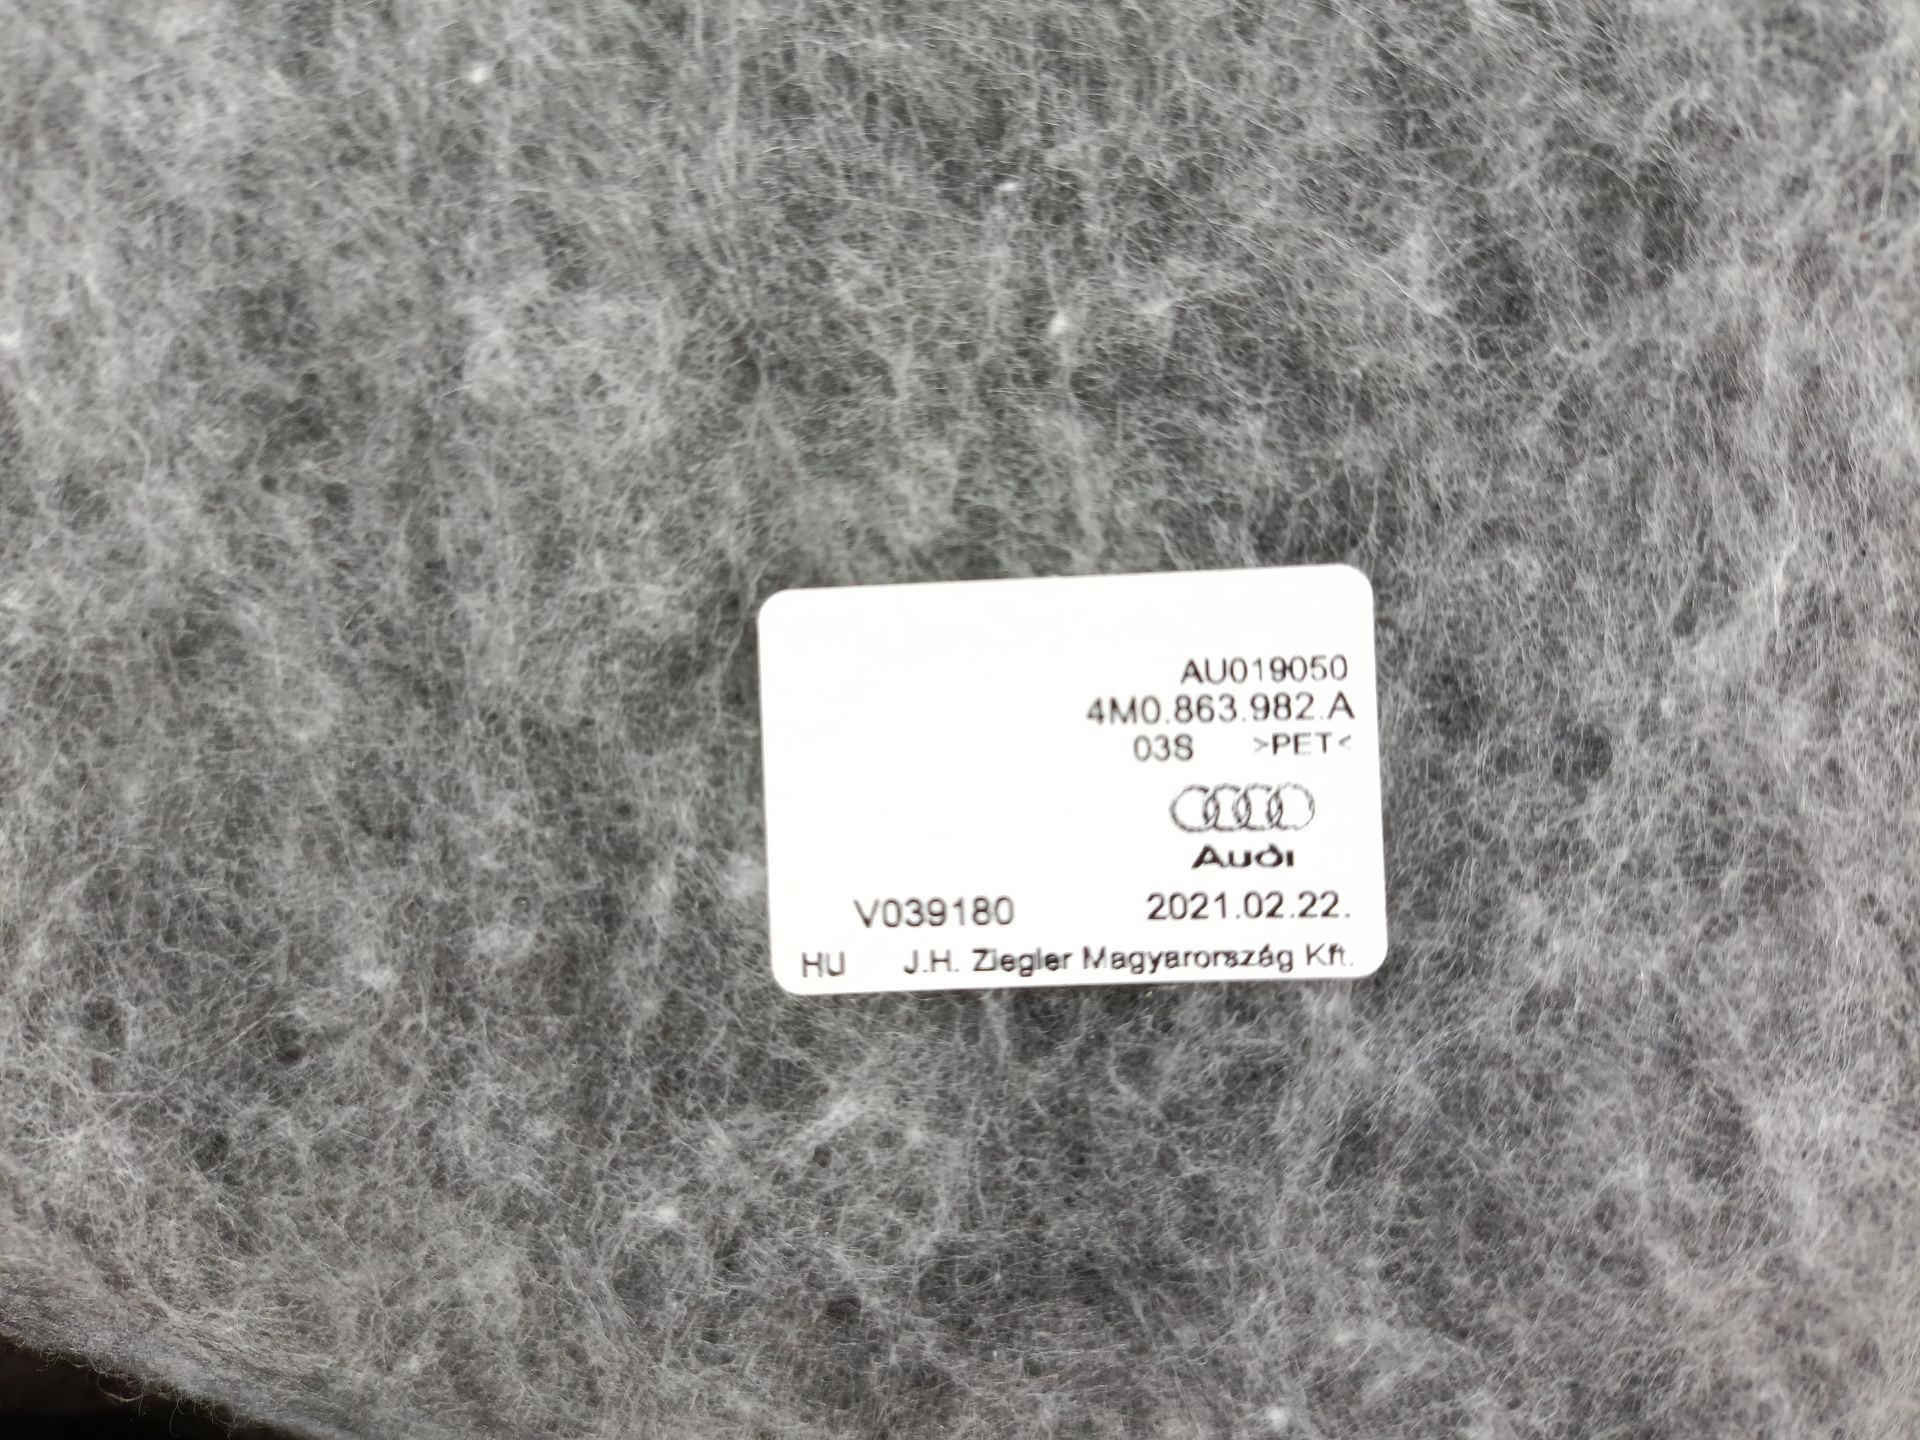 AU019050
4M0.863.982.A
03S >PET<
Audi
V039180 2021.02.22.
HU J.H. Ziegler Magyarország Kft.